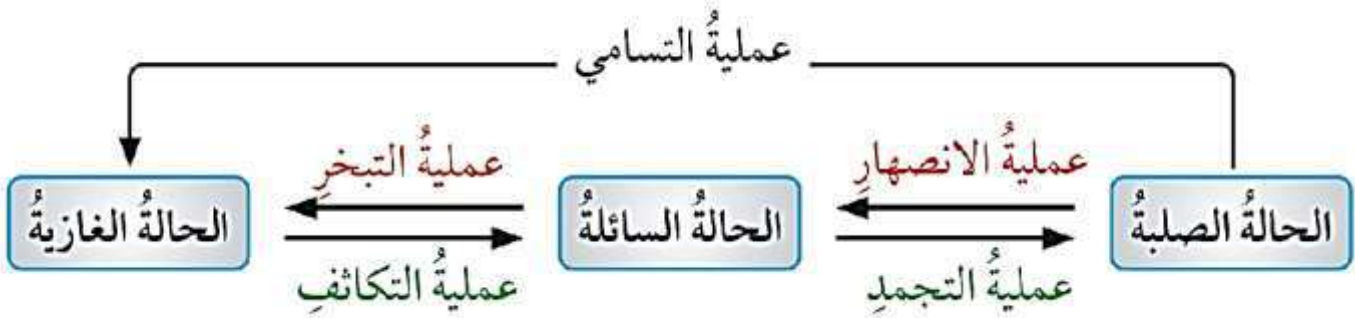 عمليةُ التسامي
عمليةُ الانصهارِ
عمليةُ التبخرِ
الحالةُ الصلبةُ
الحالةُ السائلةُ
الحالةُ الغازيةُ
عمليةُ التجمدِ
عمليةُ التكاثفِ